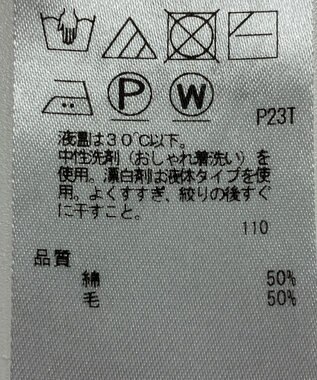 P W
P23T
液温は30℃以下。
中性洗剤（おしゃれ着洗い）を
使用。漂白剤は液体タイプを使
用。よくすすぎ、絞りの後すぐ
に干すこと。
110
品質
綿 50%
毛 50%